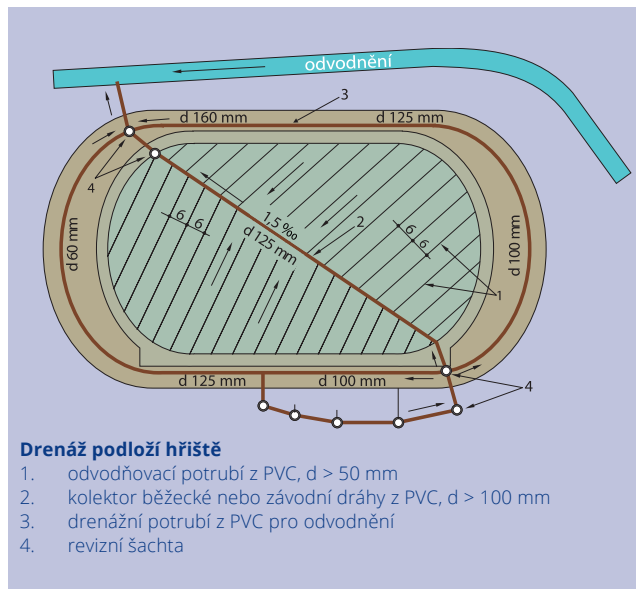 odvodnění
3
d 160 mm
d 125 mm
4
6
6
1,5 ‰
d 125 mm
2
6
6
d 60 mm
d 100 mm
1
d 125 mm
d 100 mm
4
Drenáž podloží hřiště
1. odvodňovací potrubí z PVC, d > 50 mm
2. kolektor běžecké nebo závodní dráhy z PVC, d > 100 mm
3. drenážní potrubí z PVC pro odvodnění
4. revizní šachta